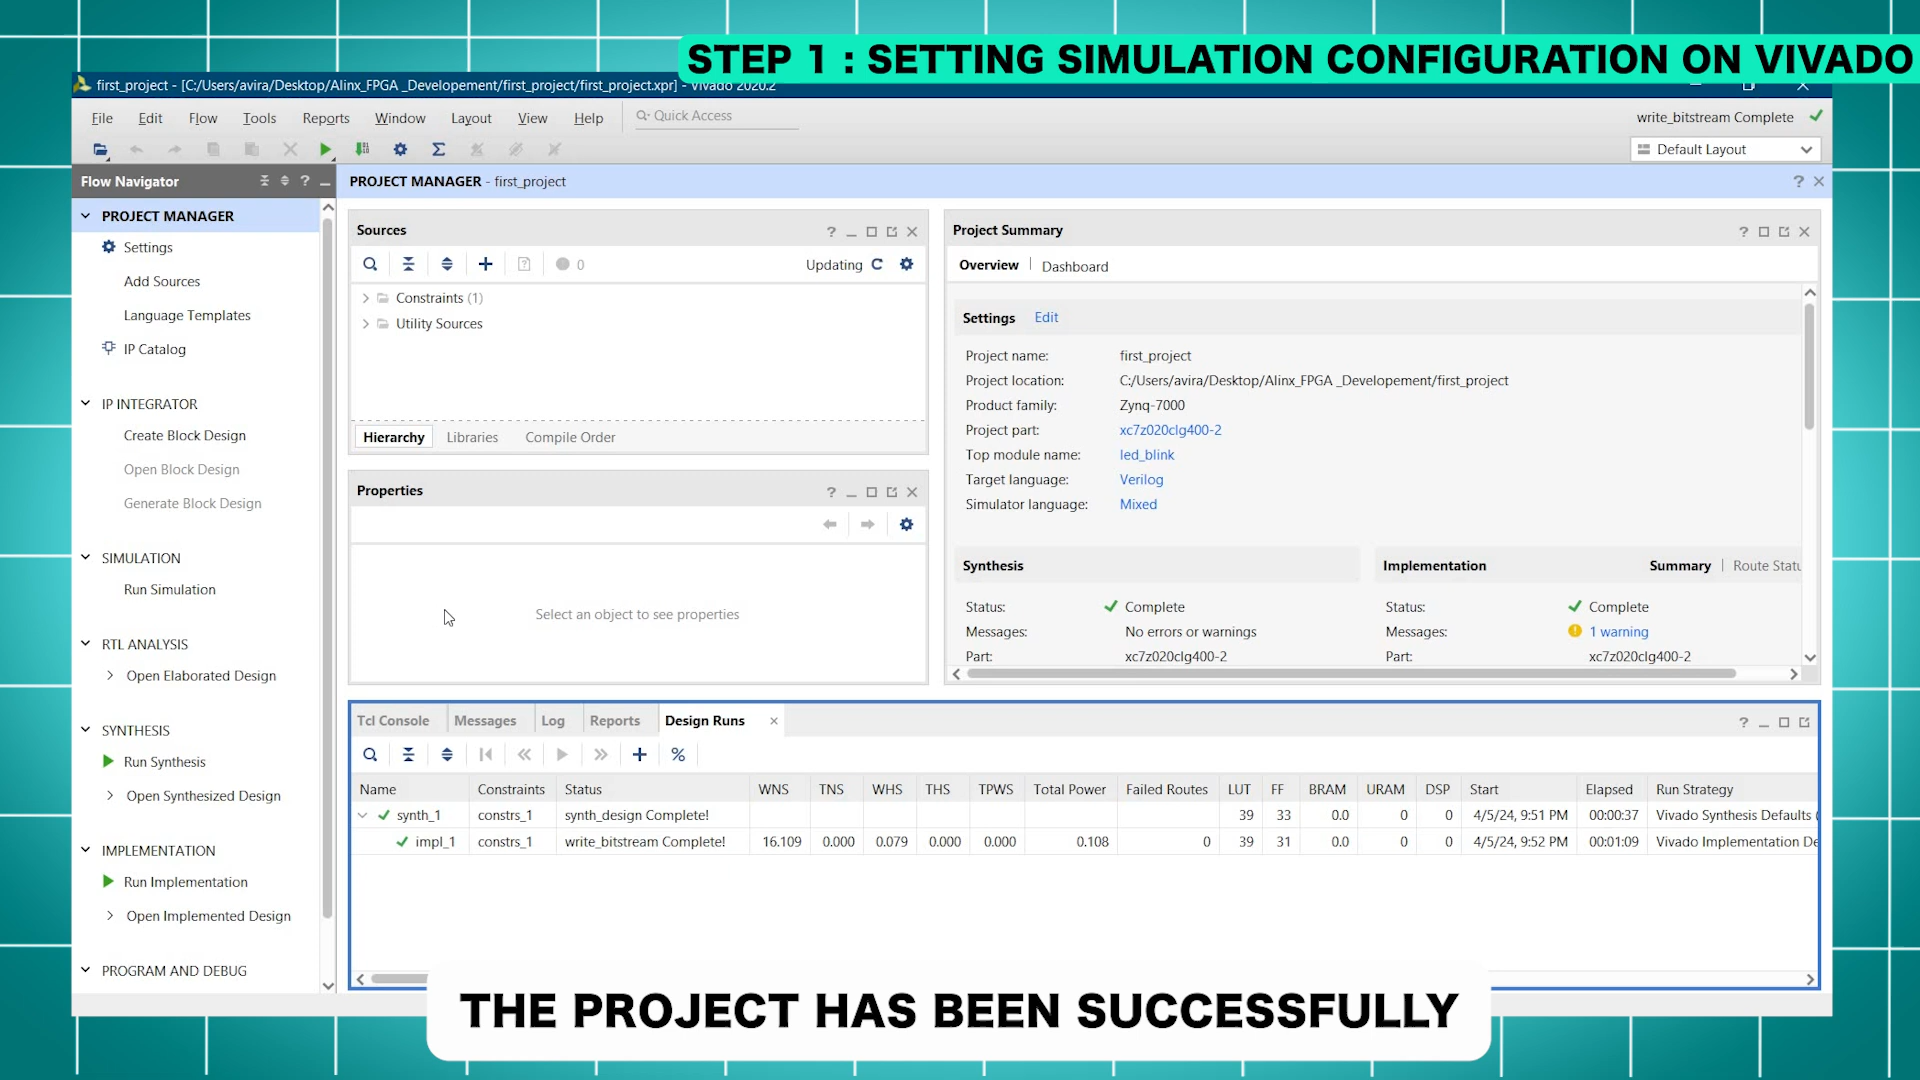 STEP 1 : SETTING SIMULATION CONFIGURATION ON VIVADO
first_project - [C:/Users/avira/Desktop/Alinx_FPGA _Developement/first_project/first_project.xpr] - Vivado 2020.2
File Edit Flow Tools Reports Window Layout View Help Quick Access write_bitstream Complete
Default Layout
Flow Navigator
PROJECT MANAGER - first_project
PROJECT MANAGER
Settings
Add Sources
Language Templates
IP Catalog
IP INTEGRATOR
Create Block Design
Open Block Design
Generate Block Design
SIMULATION
Run Simulation
RTL ANALYSIS
Open Elaborated Design
SYNTHESIS
Run Synthesis
Open Synthesized Design
IMPLEMENTATION
Run Implementation
Open Implemented Design
PROGRAM AND DEBUG
Sources
0 Updating
Constraints (1)
Utility Sources
Hierarchy Libraries Compile Order
Properties
Select an object to see properties
Project Summary
Overview | Dashboard
Settings Edit
Project name: first_project
Project location: C:/Users/avira/Desktop/Alinx_FPGA _Developement/first_project
Product family: Zynq-7000
Project part: xc7z020clg400-2
Top module name: led_blink
Target language: Verilog
Simulator language: Mixed
Synthesis
Status: Complete
Messages: No errors or warnings
Part: xc7z020clg400-2
Implementation Summary | Route Statu
Status: Complete
Messages: 1 warning
Part: xc7z020clg400-2
Tcl Console Messages Log Reports Design Runs
Name Constraints Status WNS TNS WHS THS TPWS Total Power Failed Routes LUT FF BRAM URAM DSP Start Elapsed Run Strategy
synth_1 constrs_1 synth_design Complete! 39 33 0.0 0 0 4/5/24, 9:51 PM 00:00:37 Vivado Synthesis Defaults (
impl_1 constrs_1 write_bitstream Complete! 16.109 0.000 0.079 0.000 0.000 0.108 0 39 31 0.0 0 0 4/5/24, 9:52 PM 00:01:09 Vivado Implementation De
THE PROJECT HAS BEEN SUCCESSFULLY